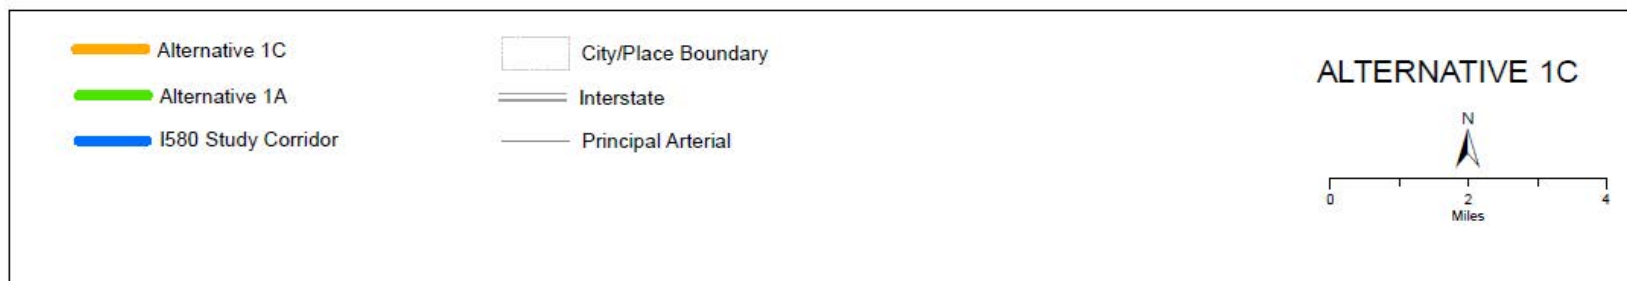 Alternative 1C
Alternative 1A
I580 Study Corridor
City/Place Boundary
Interstate
Principal Arterial
ALTERNATIVE 1C
N
0 2 4
Miles